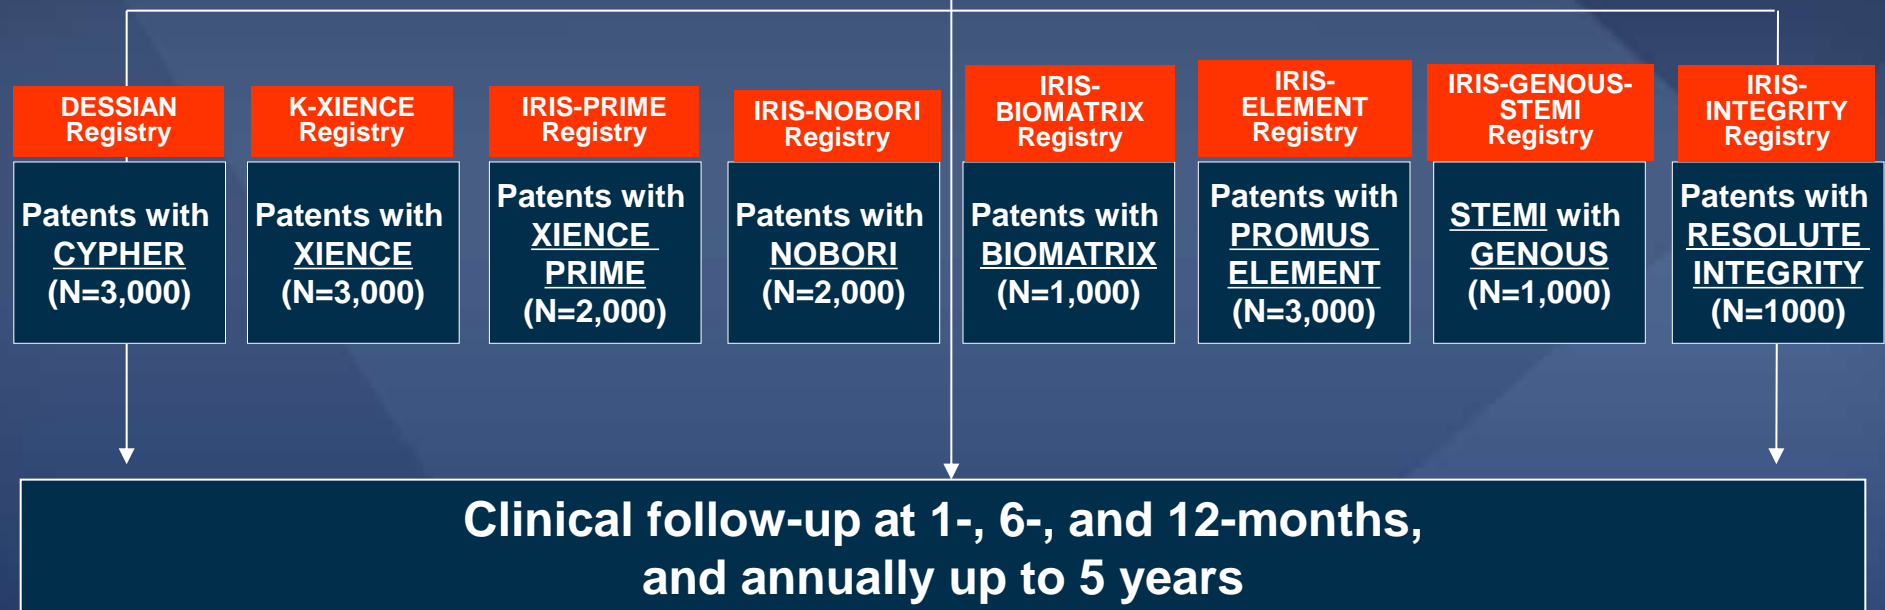 DESSIAN
Registry
K-XIENCE
Registry
IRIS-PRIME
Registry
IRIS-NOBORI
Registry
IRIS-
BIOMATRIX
Registry
IRIS-
ELEMENT
Registry
IRIS-GENOUS-
STEMI
Registry
IRIS-
INTEGRITY
Registry
Patents with
CYPHER
(N=3,000)
Patents with
XIENCE
(N=3,000)
Patents with
XIENCE
PRIME
(N=2,000)
Patents with
NOBORI
(N=2,000)
Patents with
BIOMATRIX
(N=1,000)
Patents with
PROMUS
ELEMENT
(N=3,000)
STEMI with
GENOUS
(N=1,000)
Patents with
RESOLUTE
INTEGRITY
(N=1000)
Clinical follow-up at 1-, 6-, and 12-months,
and annually up to 5 years